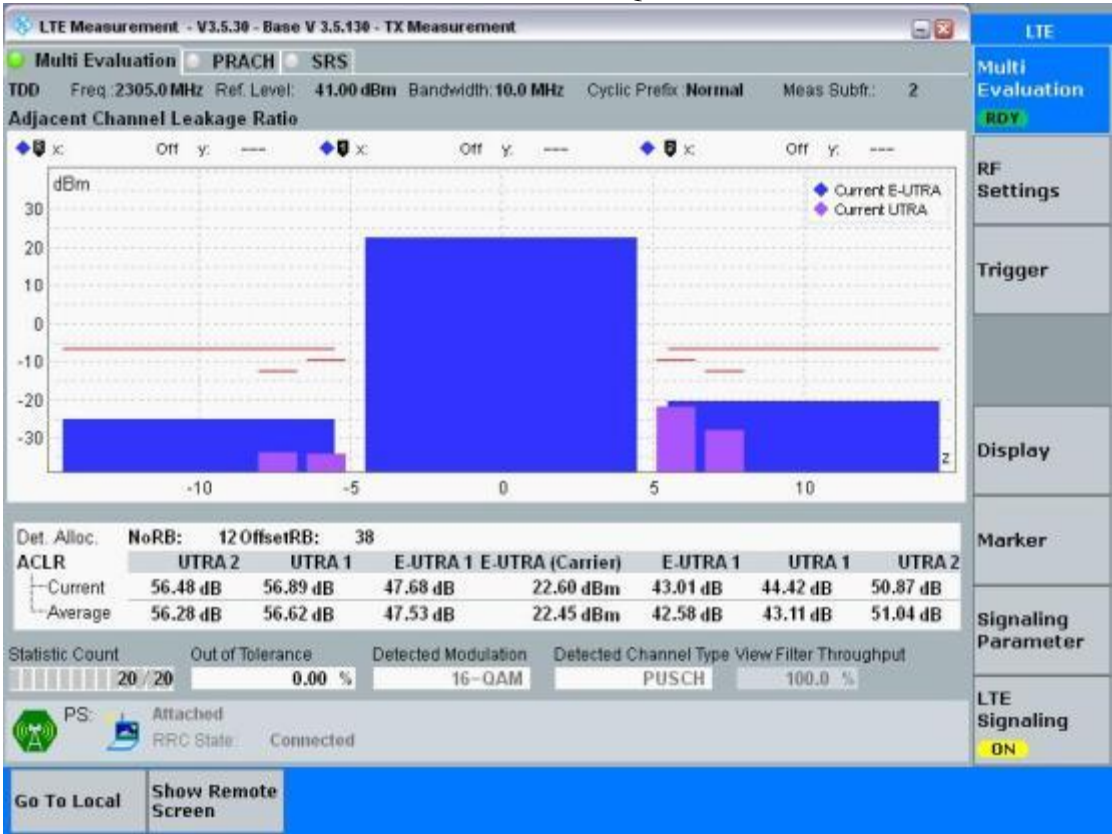 LTE Measurement - V3.5.30 - Base V 3.5.130 - TX Measurement
Multi Evaluation PRACH SRS
TDD Freq.:2305.0 MHz Ref. Level: 41.00 dBm Bandwidth: 10.0 MHz Cyclic Prefix :Normal Meas Subfr.: 2
Adjacent Channel Leakage Ratio
x: Off y: --- x: Off y: --- x: Off y: ---
dBm
Current E-UTRA
Current UTRA
30
20
10
0
-10
-20
-30
z
-10 -5 0 5 10
Det. Alloc. NoRB: 12 OffsetRB: 38
ACLR UTRA 2 UTRA 1 E-UTRA 1 E-UTRA (Carrier) E-UTRA 1 UTRA 1 UTRA 2
Current 56.48 dB 56.89 dB 47.68 dB 22.60 dBm 43.01 dB 44.42 dB 50.87 dB
Average 56.28 dB 56.62 dB 47.53 dB 22.45 dBm 42.58 dB 43.11 dB 51.04 dB
Statistic Count Out of Tolerance Detected Modulation Detected Channel Type View Filter Throughput
20 / 20 0.00 % 16-QAM PUSCH 100.0 %
PS: Attached
RRC State: Connected
Go To Local
Show Remote
Screen
LTE
Multi
Evaluation
RDY
RF
Settings
Trigger
Display
Marker
Signaling
Parameter
LTE
Signaling
ON